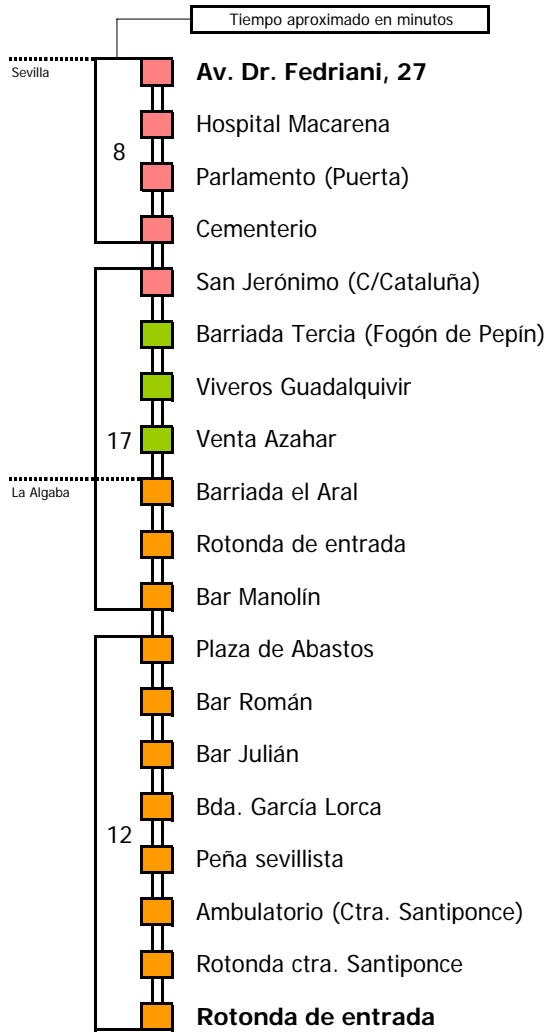 Tiempo aproximado en minutos
Sevilla
Av. Dr. Fedriani, 27
Hospital Macarena
8
Parlamento (Puerta)
Cementerio
San Jerónimo (C/Cataluña)
Barriada Tercia (Fogón de Pepín)
Viveros Guadalquivir
17
Venta Azahar
La Algaba
Barriada el Aral
Rotonda de entrada
Bar Manolín
Plaza de Abastos
Bar Román
Bar Julián
Bda. García Lorca
12
Peña sevillista
Ambulatorio (Ctra. Santiponce)
Rotonda ctra. Santiponce
Rotonda de entrada